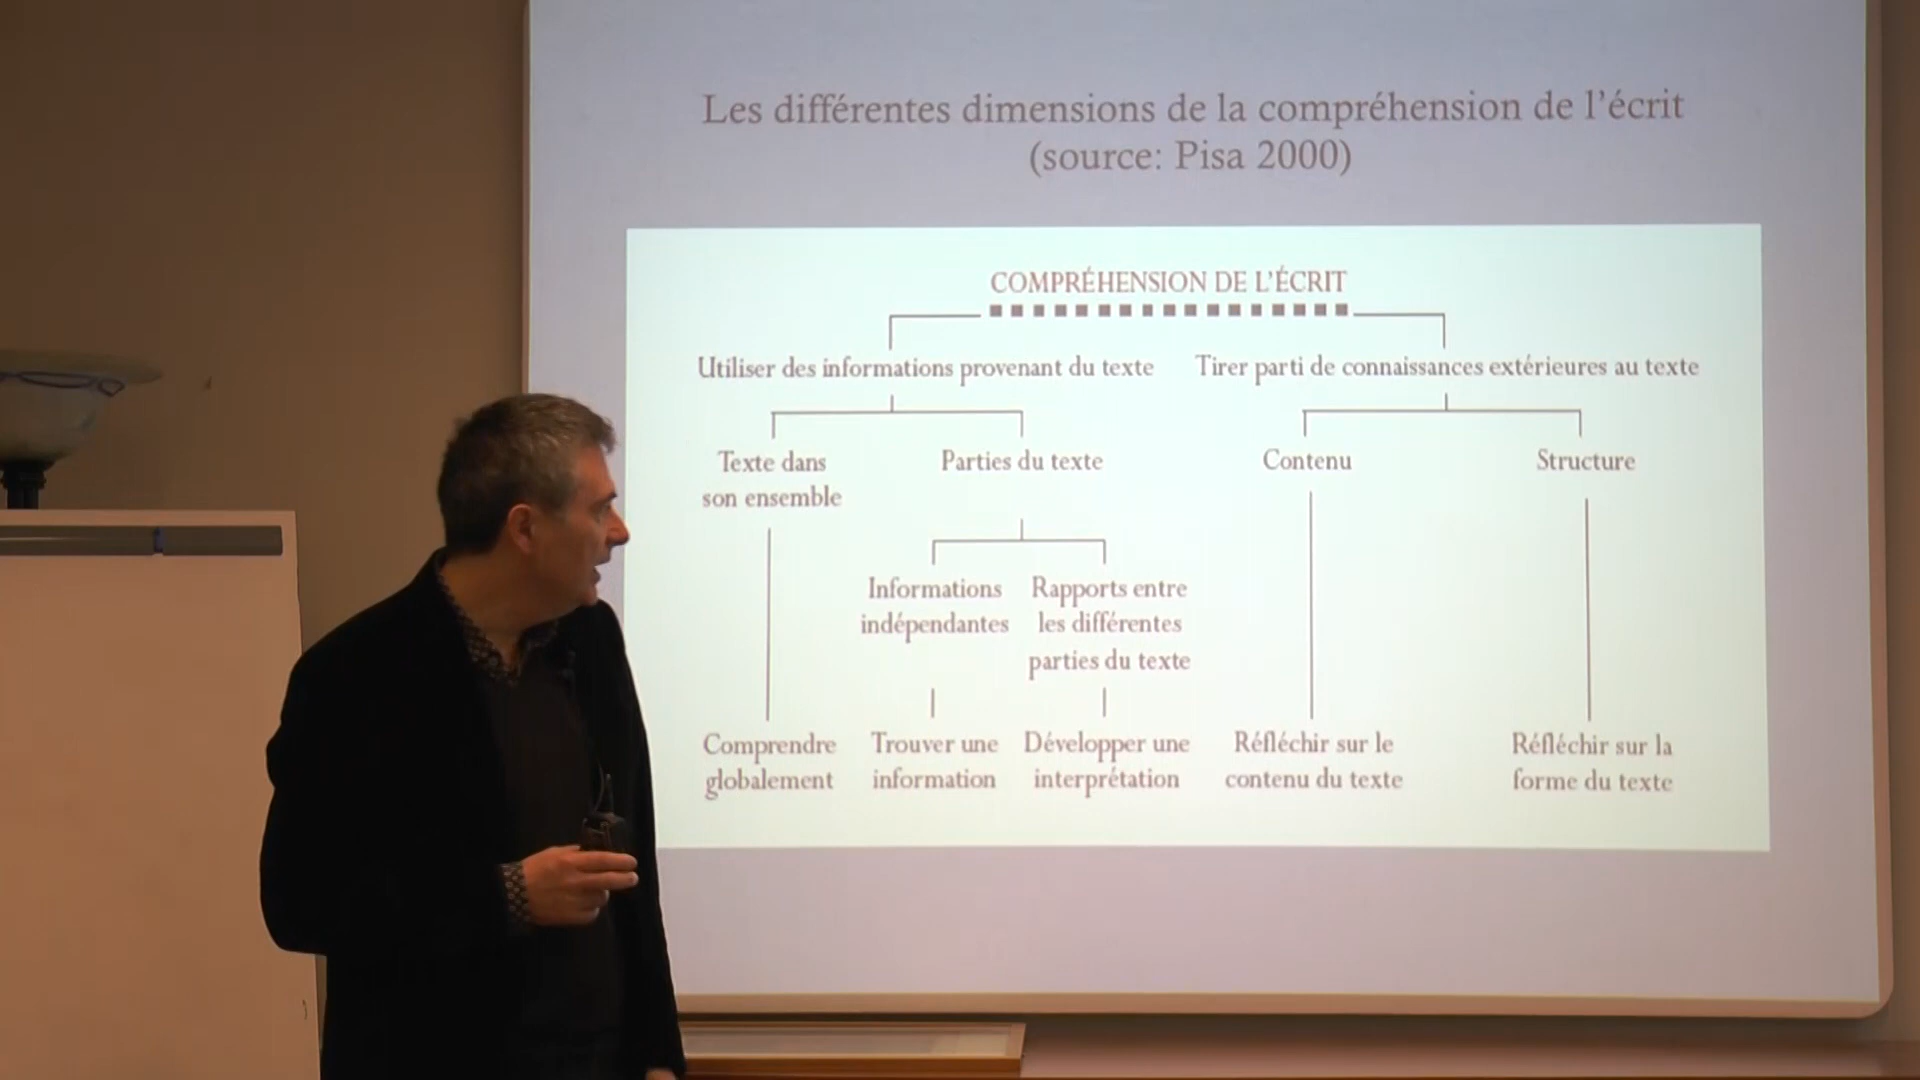 Les différentes dimensions de la compréhension de l'écrit
(source: Pisa 2000)
COMPRÉHENSION DE L'ÉCRIT
Utiliser des informations provenant du texte
Tirer parti de connaissances extérieures au texte
Texte dans
son ensemble
Parties du texte
Contenu
Structure
Informations
indépendantes
Rapports entre
les différentes
parties du texte
Comprendre
globalement
Trouver une
information
Développer une
interprétation
Réfléchir sur le
contenu du texte
Réfléchir sur la
forme du texte